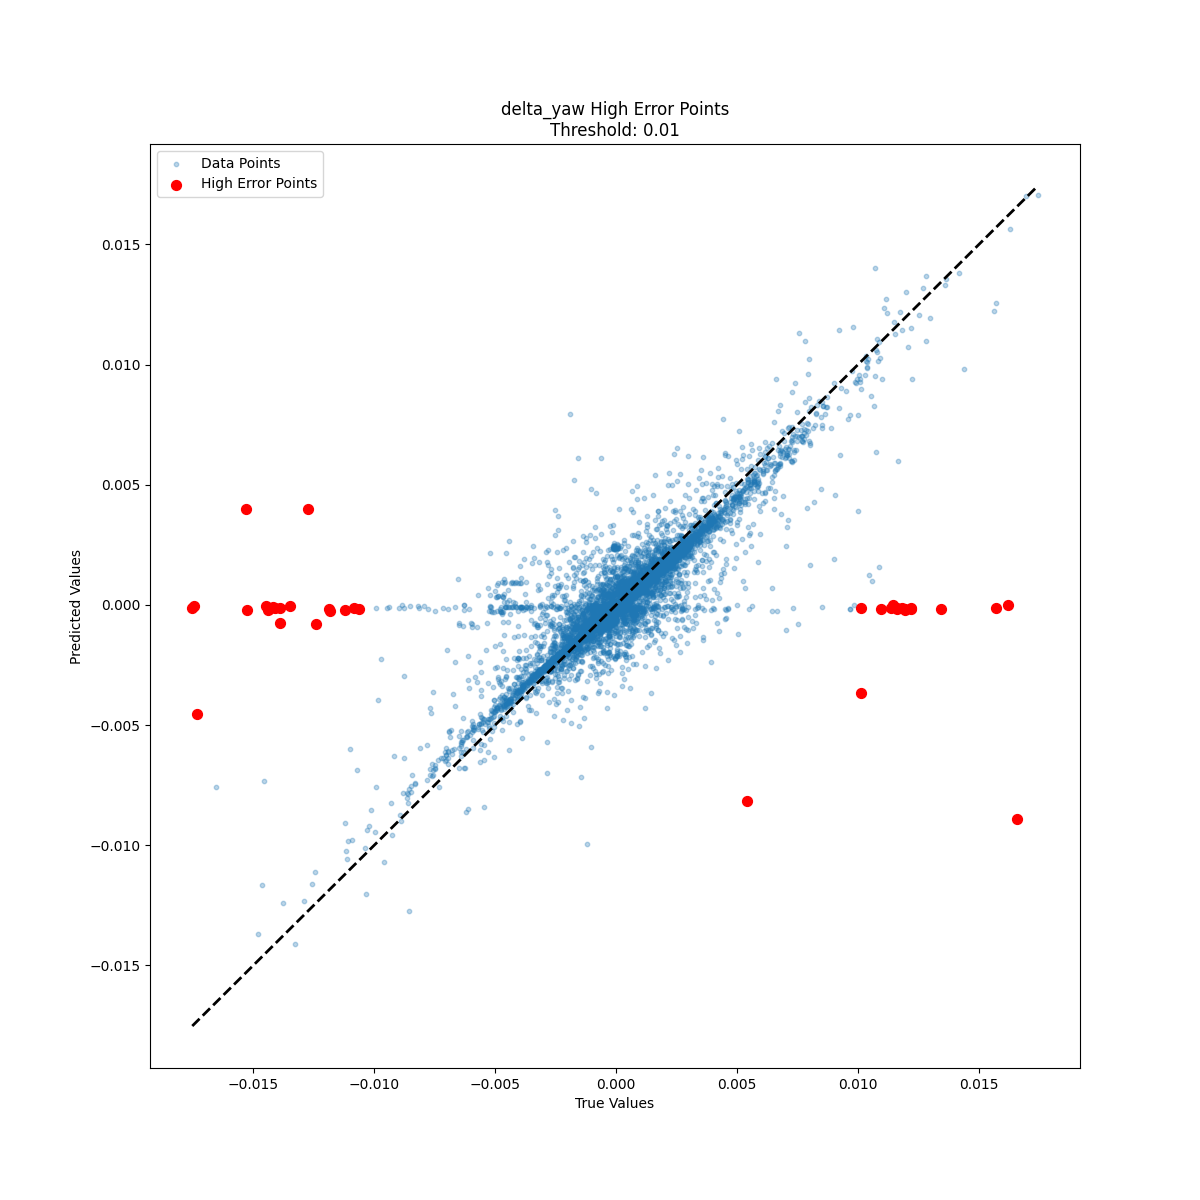 delta_yaw High Error Points
Threshold: 0.01
Data Points
High Error Points
0.015
0.010
0.005
0.000
−0.005
−0.010
−0.015
Predicted Values
−0.015
−0.010
−0.005
0.000
0.005
0.010
0.015
True Values